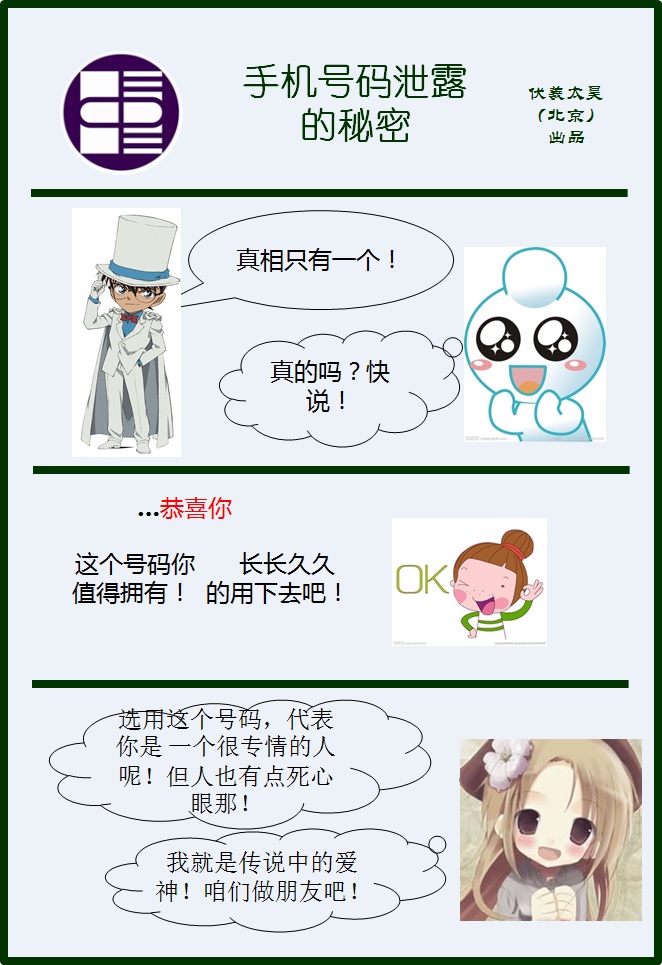 手机号码泄露
的秘密
伏羲太昊
（北京）
出品
真相只有一个！
真的吗？快
说！
...恭喜你
这个号码你
值得拥有！
长长久久
的用下去吧！
OK
选用这个号码，代表
你是 一个很专情的人
呢！但人也有点死心
眼那！
我就是传说中的爱
神！咱们做朋友吧！